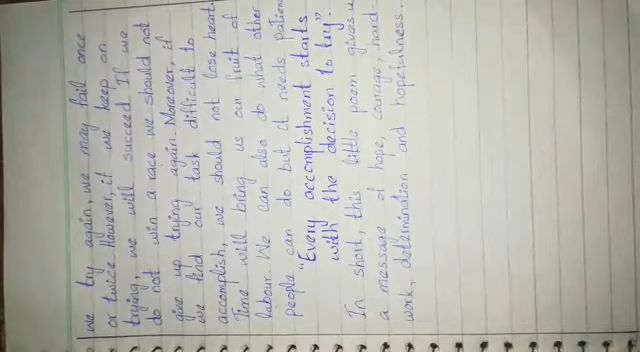 we try again, we may fail once
or twice. However, if we keep on
trying, we will succeed. If we
do not win a race we should not
give up trying again. Moreover, if
we find our task difficult to
accomplish, we should not lose heart.
Time will bring us our fruit of
labour. We can also do what other
people can do but it needs patience
"Every accomplishment starts
with the decision to try".
In short, this little poem gives us
a message of hope, courage, hard-
work, determination and hopefulness.